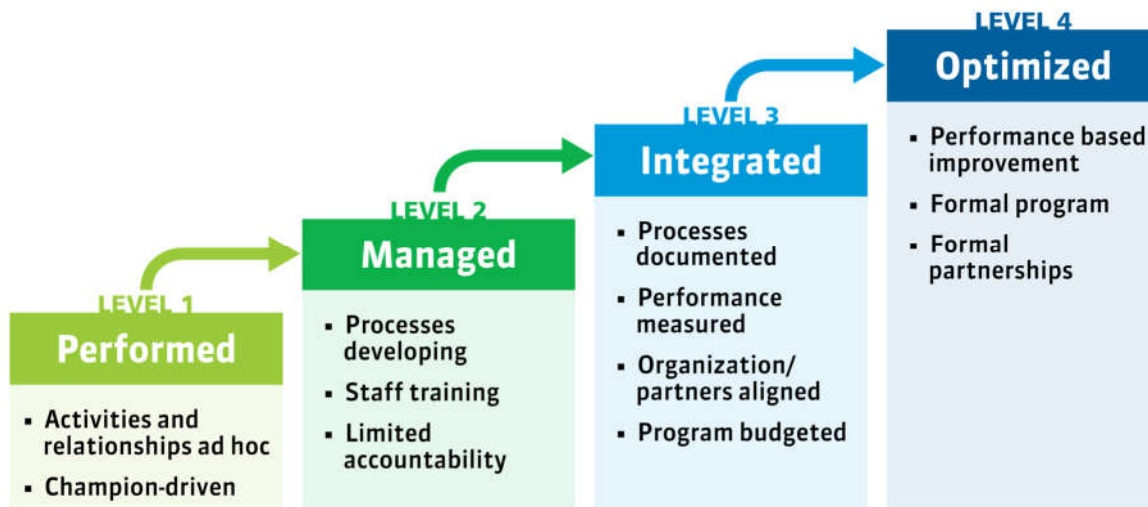 LEVEL 1
Performed
▪ Activities and
relationships ad hoc
▪ Champion-driven
LEVEL 2
Managed
▪ Processes
developing
▪ Staff training
▪ Limited
accountability
LEVEL 3
Integrated
▪ Processes
documented
▪ Performance
measured
▪ Organization/
partners aligned
▪ Program budgeted
LEVEL 4
Optimized
▪ Performance based
improvement
▪ Formal program
▪ Formal
partnerships